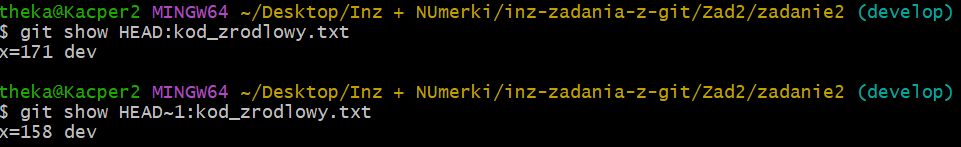 theka@Kacper2 MINGW64 ~/Desktop/Inz + NUmerki/inz-zadania-z-git/Zad2/zadanie2 (develop)
$ git show HEAD:kod_zrodlowy.txt
x=171 dev
theka@Kacper2 MINGW64 ~/Desktop/Inz + NUmerki/inz-zadania-z-git/Zad2/zadanie2 (develop)
$ git show HEAD~1:kod_zrodlowy.txt
x=158 dev